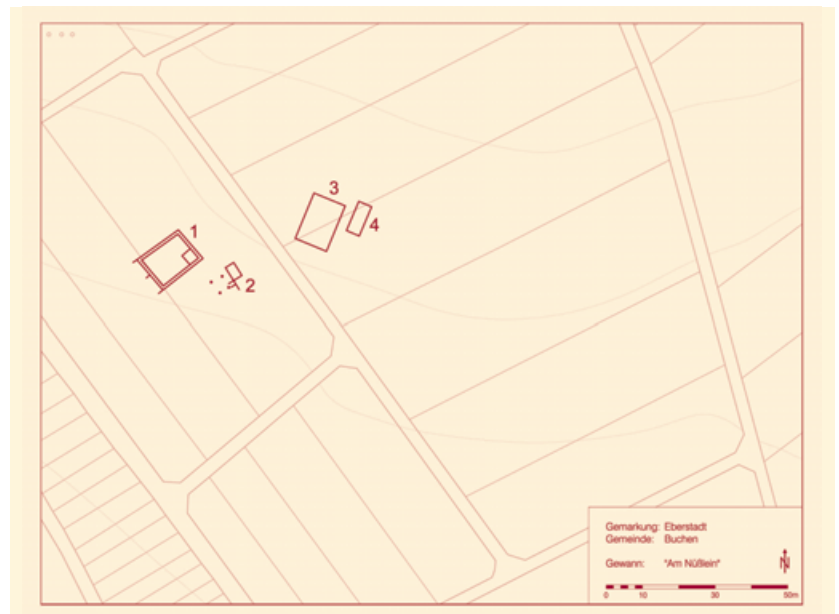 3
4
1
2
Gemarkung: Eberstadt
Gemeinde: Buchen
Gewann: "Am Nüßlein"
N
0 10 30 50m